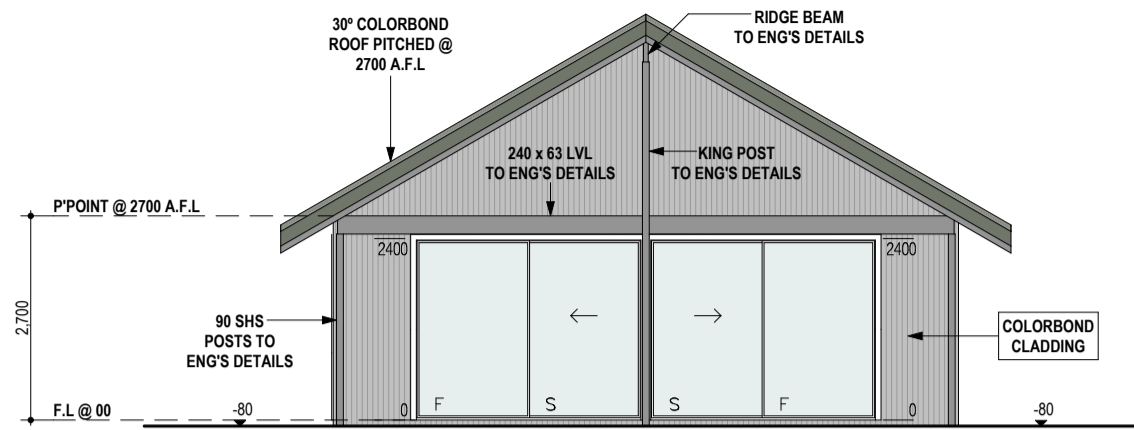 30º COLORBOND
ROOF PITCHED @
2700 A.F.L
RIDGE BEAM
TO ENG'S DETAILS
240 x 63 LVL
TO ENG'S DETAILS
KING POST
TO ENG'S DETAILS
P'POINT @ 2700 A.F.L
2400
2400
2,700
90 SHS
POSTS TO
ENG'S DETAILS
COLORBOND
CLADDING
F
S
S
F
F.L @ 00
-80
0
0
-80